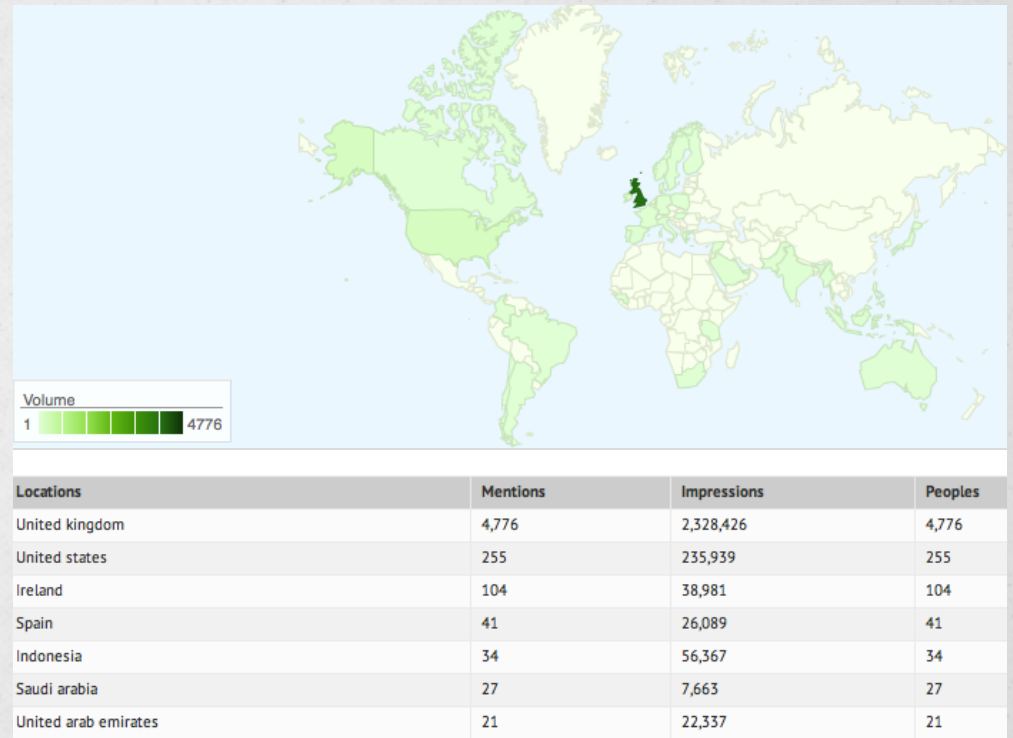 Volume
1 4776
Locations Mentions Impressions Peoples
United kingdom 4,776 2,328,426 4,776
United states 255 235,939 255
Ireland 104 38,981 104
Spain 41 26,089 41
Indonesia 34 56,367 34
Saudi arabia 27 7,663 27
United arab emirates 21 22,337 21